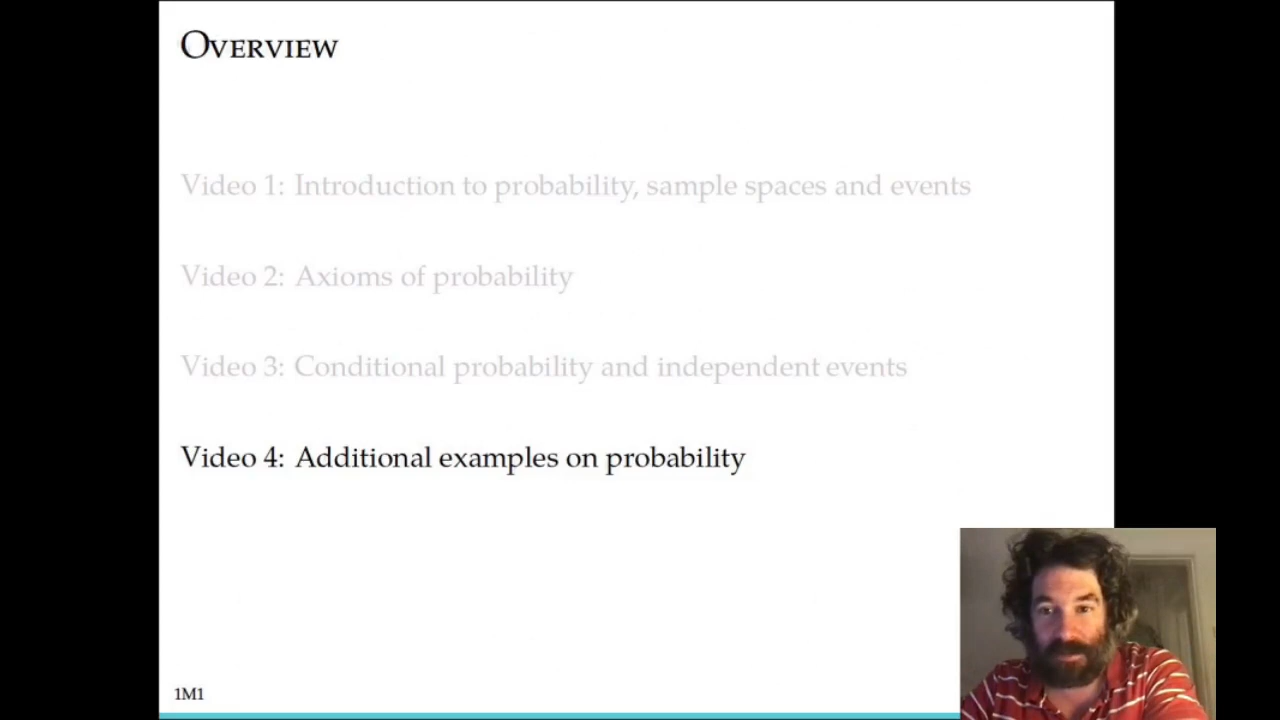 OVERVIEW
Video 1: Introduction to probability, sample spaces and events
Video 2: Axioms of probability
Video 3: Conditional probability and independent events
Video 4: Additional examples on probability
1M1